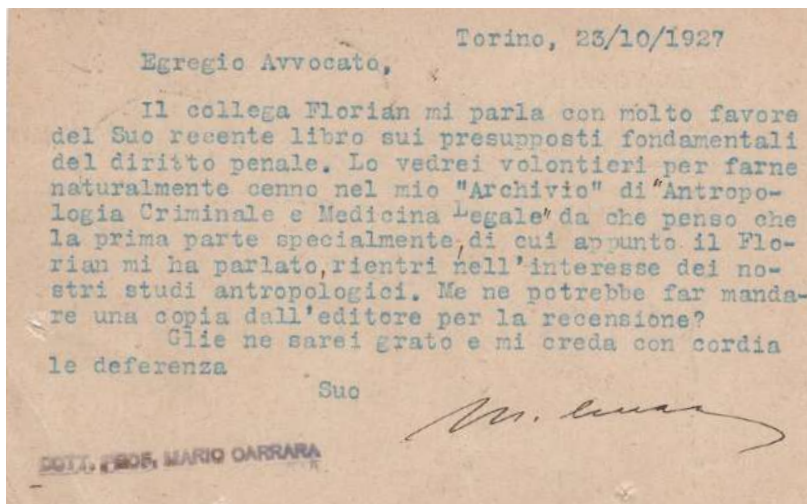 Torino, 23/10/1927
Egregio Avvocato,
Il collega Florian mi parla con molto favore
del Suo recente libro sui presupposti fondamentali
del diritto penale. Lo vedrei volontieri per farne
naturalmente cenno nel mio "Archivio" di "Antropo-
logia Criminale e Medicina Legale" da che penso che
la prima parte specialmente, di cui appunto il Flo-
rian mi ha parlato, rientri nell'interesse dei no-
stri studi antropologici. Me ne potrebbe far manda-
re una copia dall'editore per la recensione?
Glie ne sarei grato e mi creda con cordia
le deferenza
Suo
DOTT. PROF. MARIO CARRARA